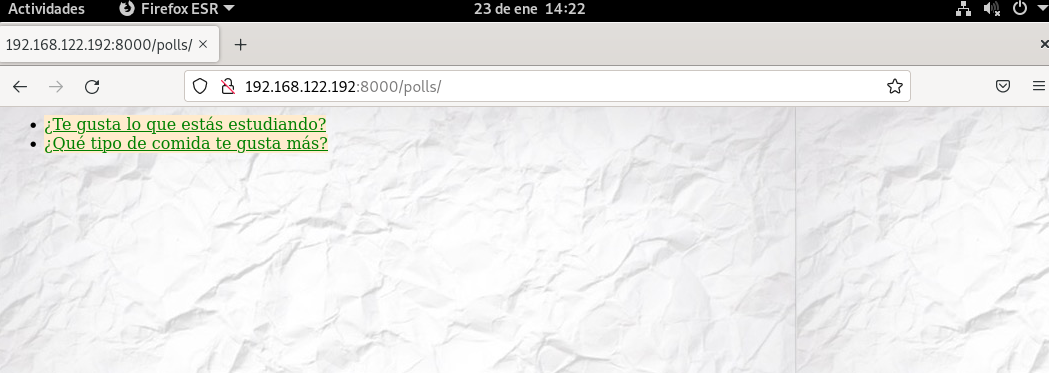 Actividades Firefox ESR 23 de ene 14:22
192.168.122.192:8000/polls/
192.168.122.192:8000/polls/
¿Te gusta lo que estás estudiando?
¿Qué tipo de comida te gusta más?